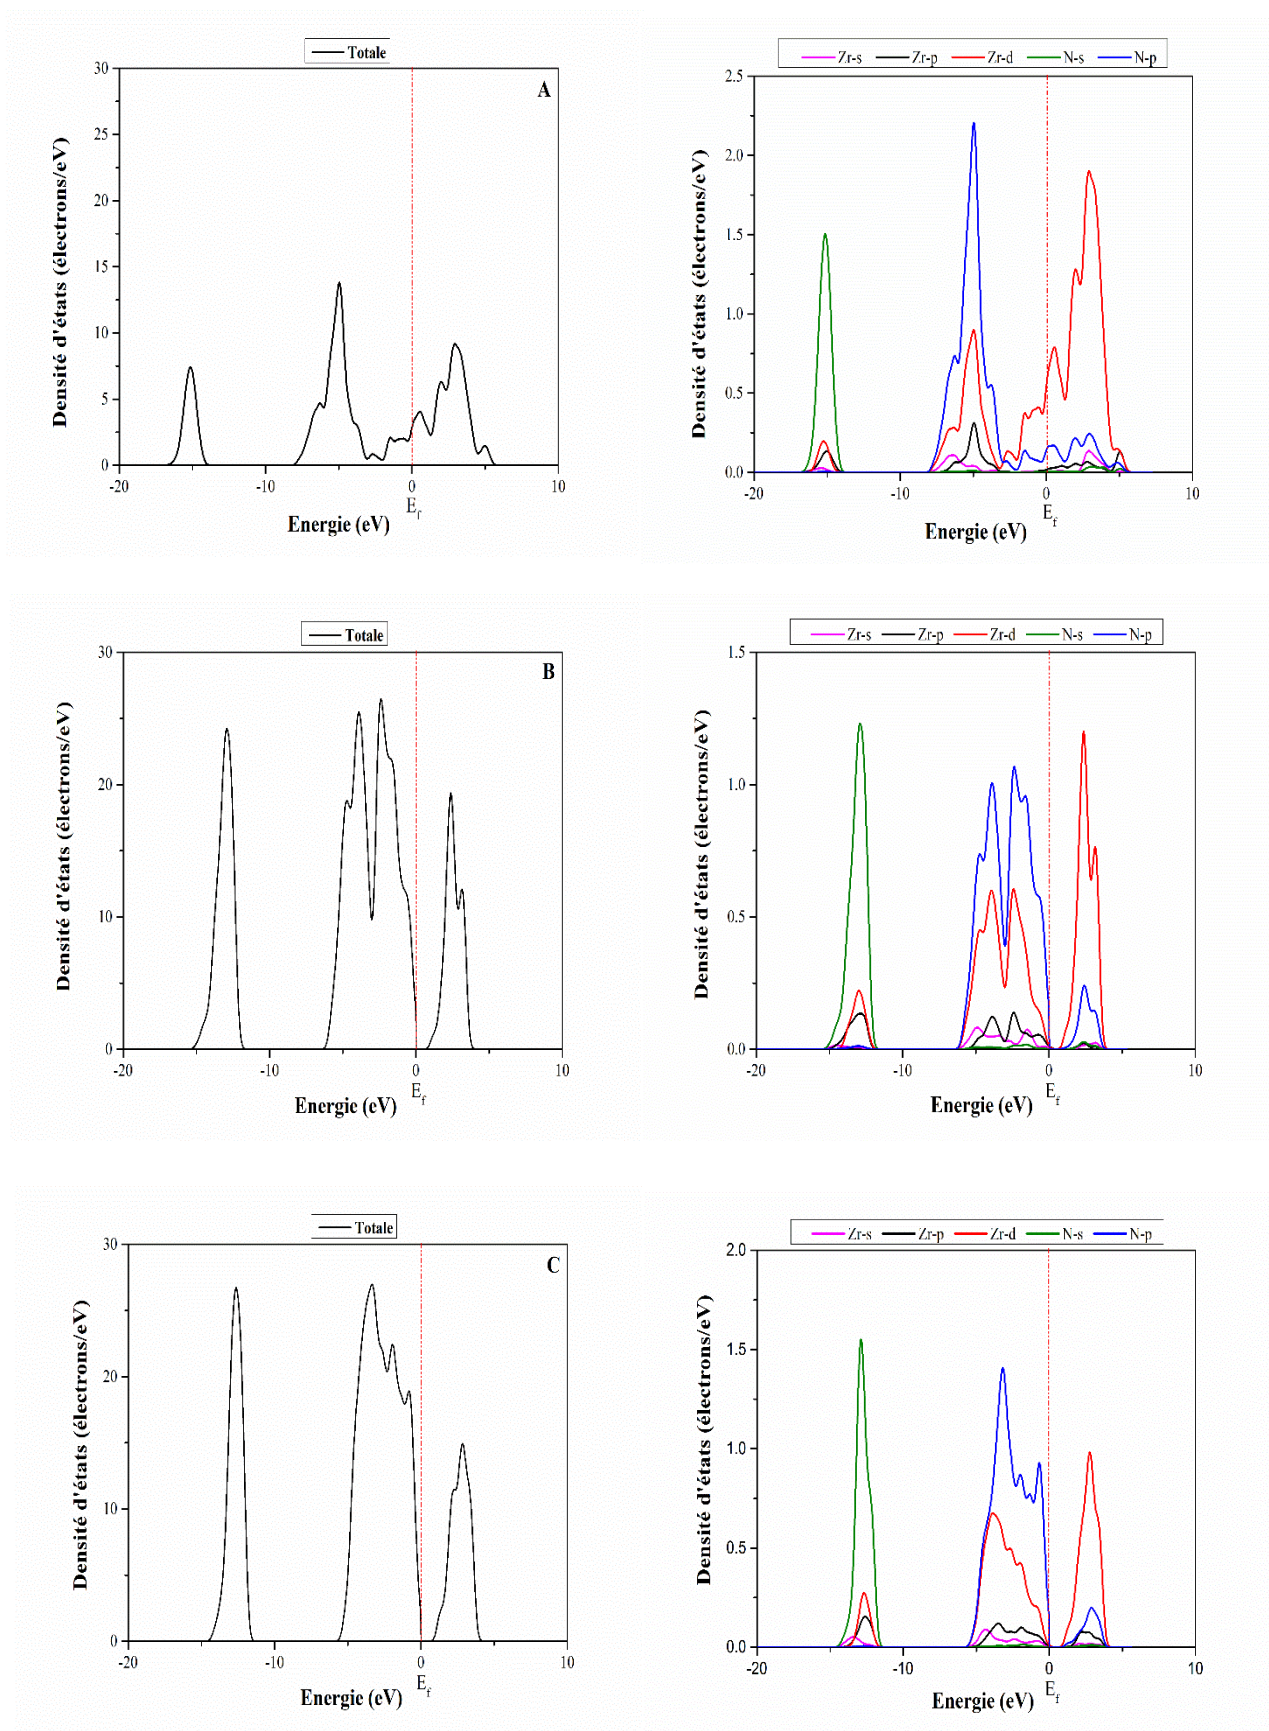 Totale
A
30
25
20
15
10
5
0
-20
-10
0
10
E_f
Energie (eV)
Densité d'états (électrons/eV)
Zr-s Zr-p Zr-d N-s N-p
2.5
2.0
1.5
1.0
0.5
0.0
-20
-10
0
10
E_f
Energie (eV)
Densité d'états (électrons/eV)
Totale
B
30
20
10
0
-20
-10
0
10
E_f
Energie (eV)
Densité d'états (électrons/eV)
Zr-s Zr-p Zr-d N-s N-p
1.5
1.0
0.5
0.0
-20
-10
0
10
E_f
Energie (eV)
Densité d'états (électrons/eV)
Totale
C
30
20
10
0
-20
-10
0
10
E_f
Energie (eV)
Densité d'états (électrons/eV)
Zr-s Zr-p Zr-d N-s N-p
2.0
1.5
1.0
0.5
0.0
-20
-10
0
10
E_f
Energie (eV)
Densité d'états (électrons/eV)